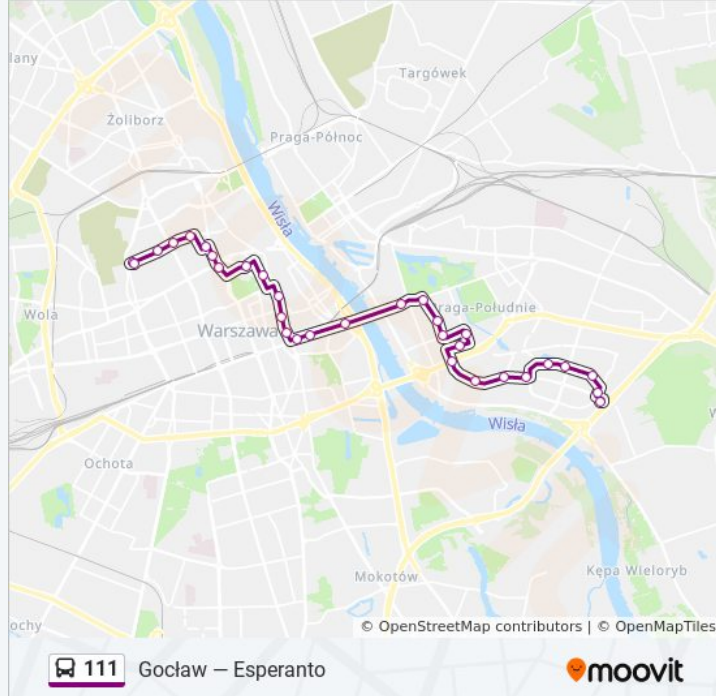 lany
Targówek
Żoliborz
Praga-Północ
Wisła
Wola
Praga-Południe
Warszawa
W
Wisła
Ochota
Mokotów
Kępa Wieloryb
ochy
© OpenStreetMap contributors | © OpenMapTiles
111 Gocław — Esperanto
moovit